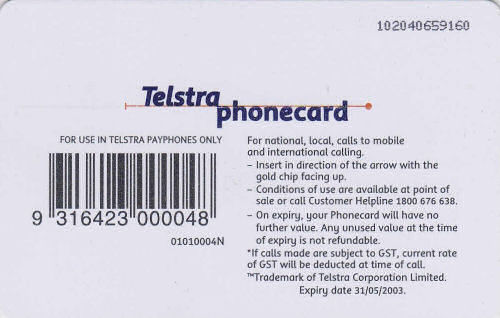 102040659160
Telstra
phonecard
FOR USE IN TELSTRA PAYPHONES ONLY
9 316423 000048
01010004N
For national, local, calls to mobile
and international calling.
– Insert in direction of the arrow with the
gold chip facing up.
– Conditions of use are available at point of
sale or call Customer Helpline 1800 676 638.
– On expiry, your Phonecard will have no
further value. Any unused value at the time
of expiry is not refundable.
*If calls made are subject to GST, current rate
of GST will be deducted at time of call.
™Trademark of Telstra Corporation Limited.
Expiry date 31/05/2003.